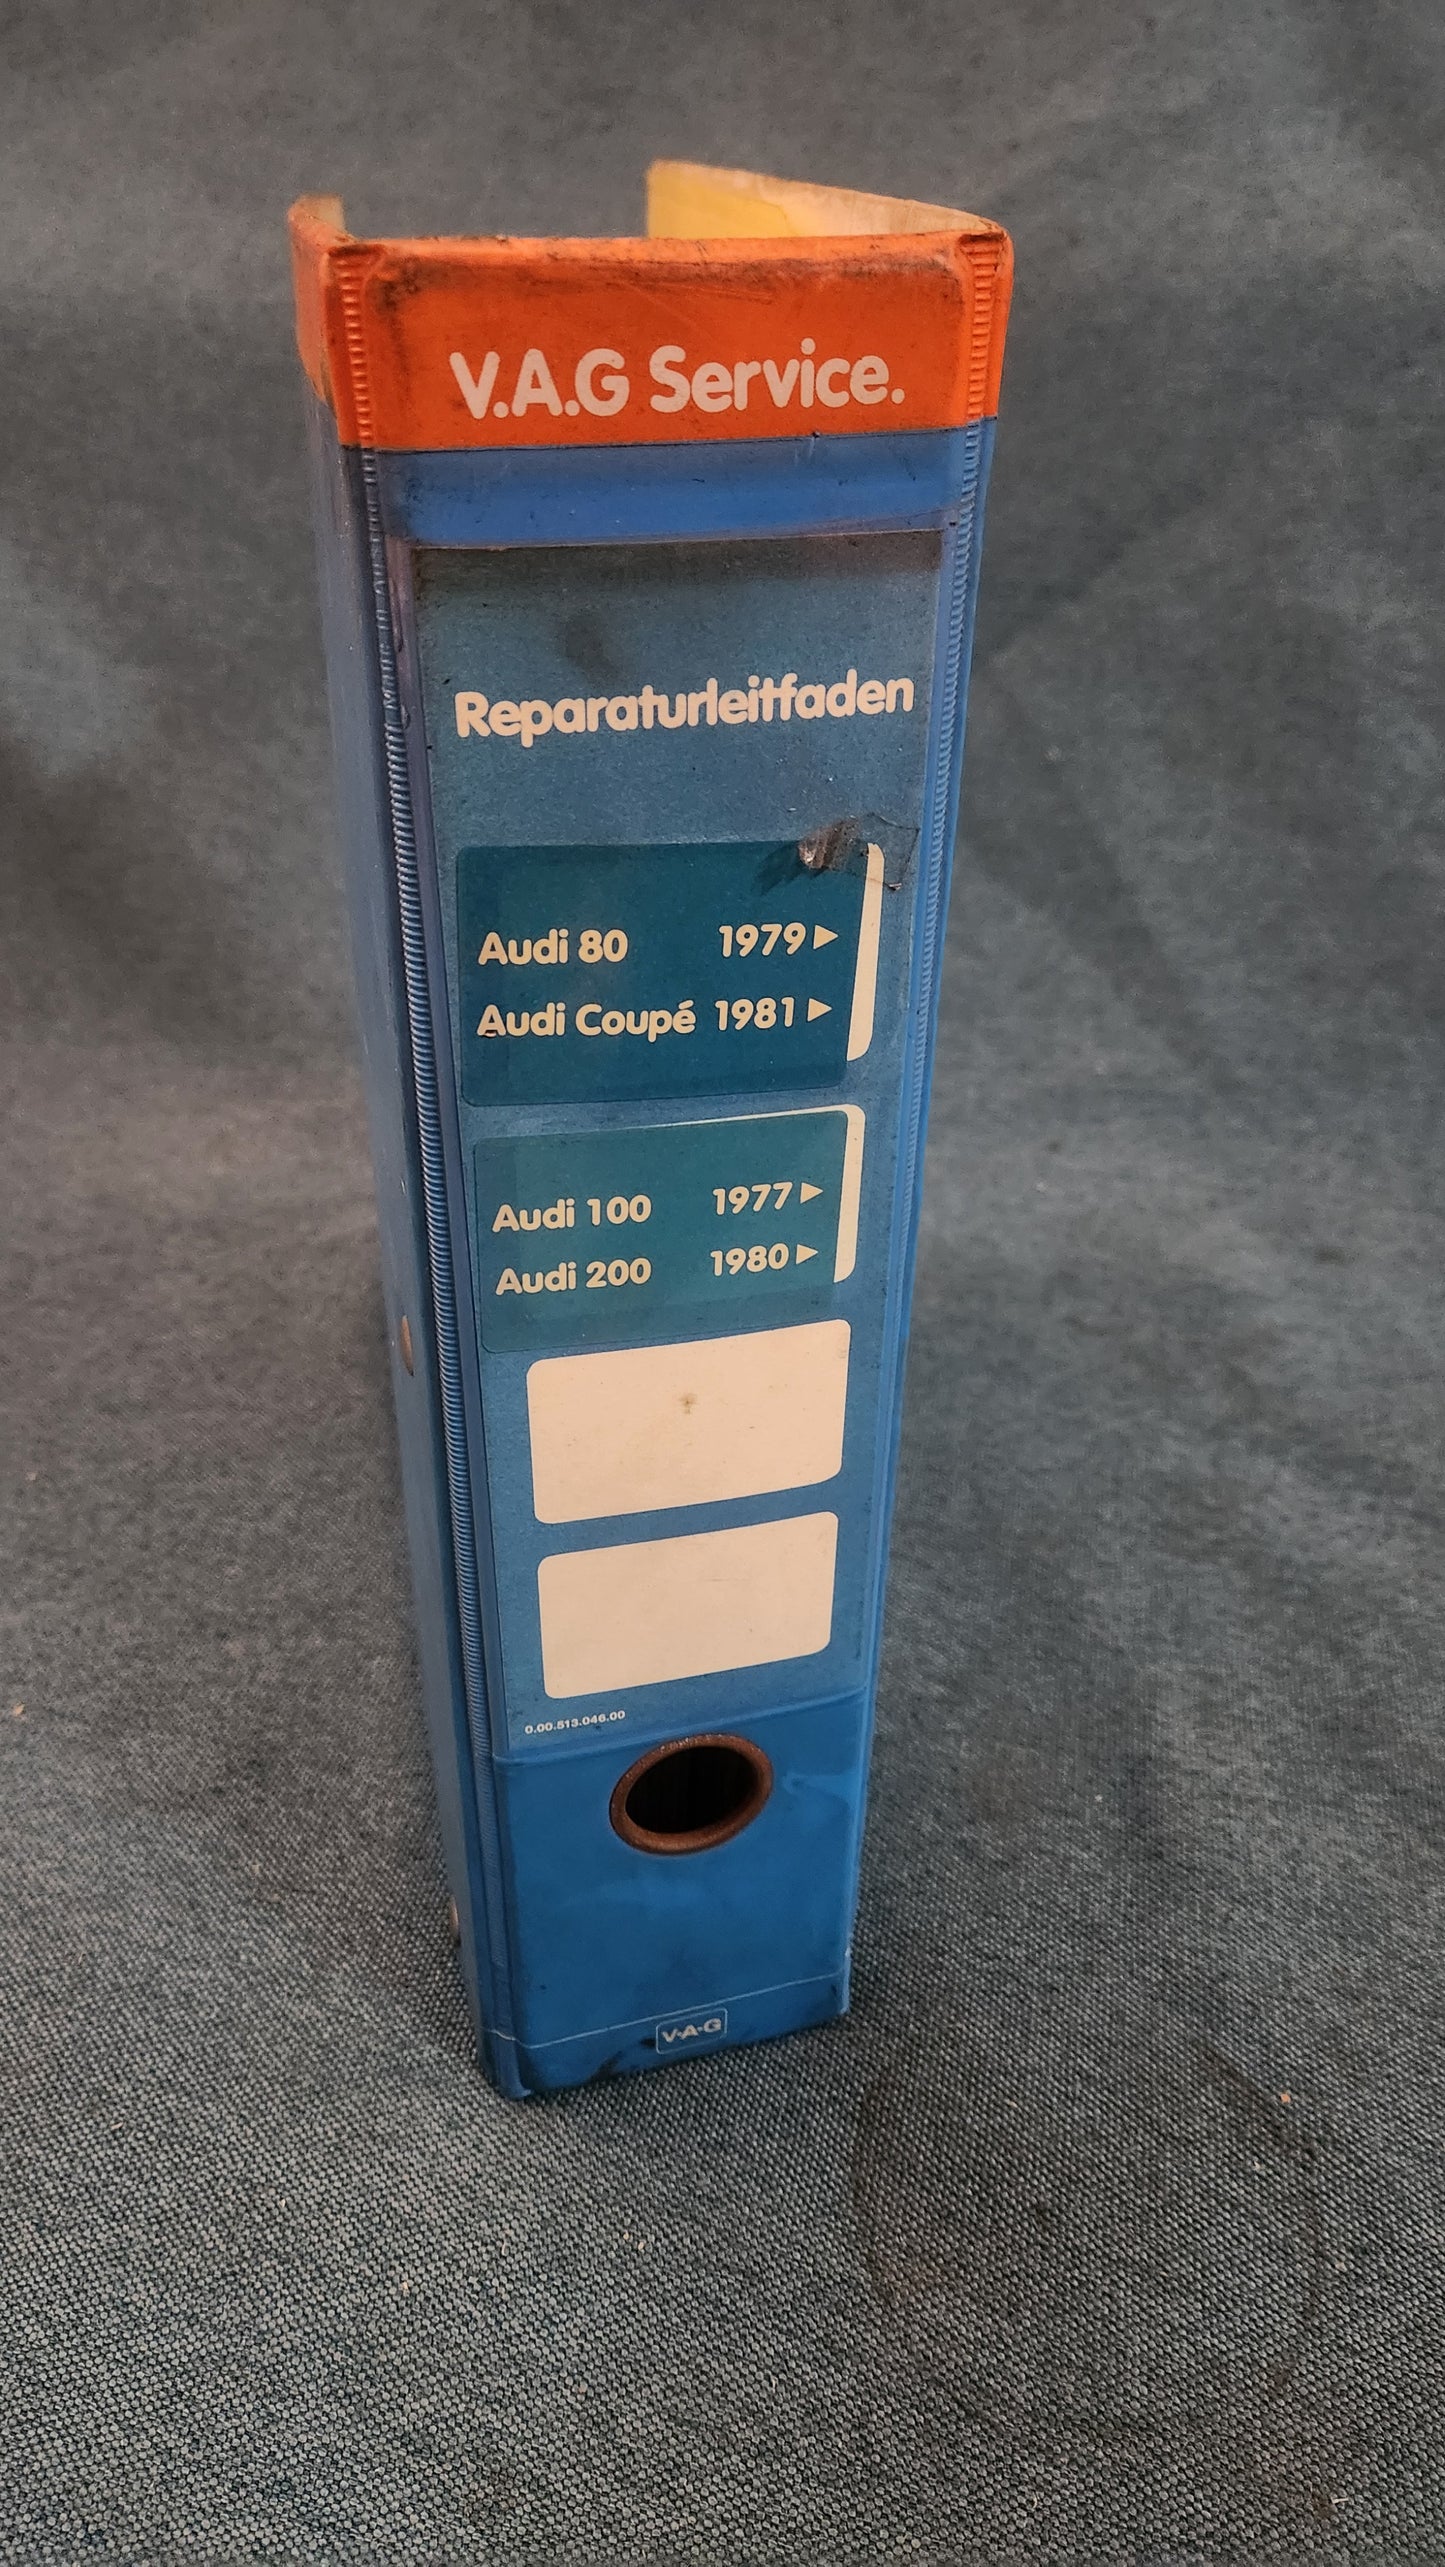 V.A.G Service.
Reparaturleitfaden
Audi 80 1979 ►
Audi Coupé 1981 ►
Audi 100 1977 ►
Audi 200 1980 ►
0.00.513.046.00
V·A·G